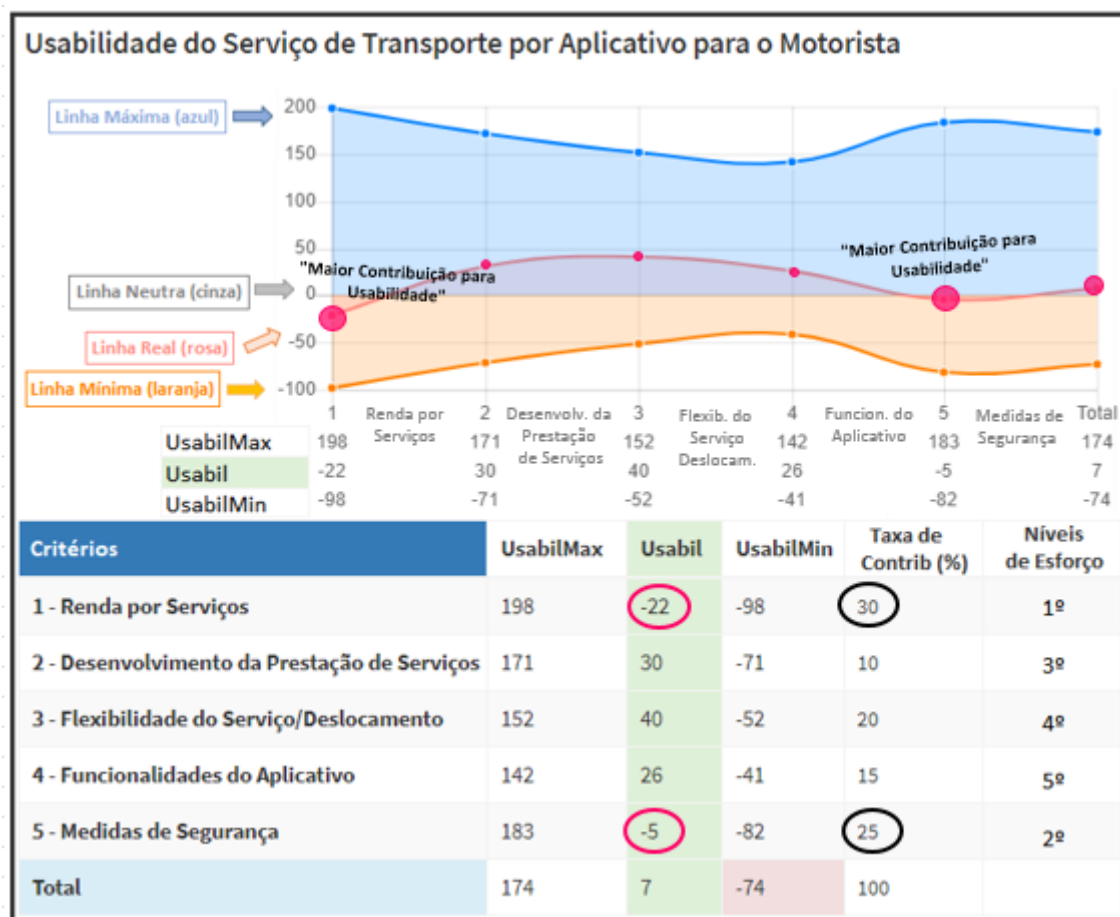 Usabilidade do Serviço de Transporte por Aplicativo para o Motorista
Linha Máxima (azul)
200
150
100
50
"Maior Contribuição para
Usabilidade"
"Maior Contribuição para
Usabilidade"
Linha Neutra (cinza)
0
Linha Real (rosa)
-50
Linha Mínima (laranja)
-100
1 Renda por Serviços 2 Desenvolv. da Prestação de Serviços 3 Flexib. do Serviço Deslocam. 4 Funcion. do Aplicativo 5 Medidas de Segurança Total
UsabilMax 198 171 152 142 183 174
Usabil -22 30 40 26 -5 7
UsabilMin -98 -71 -52 -41 -82 -74
Critérios UsabilMax Usabil UsabilMin Taxa de Contrib (%) Níveis de Esforço
1 - Renda por Serviços 198 -22 -98 30 1º
2 - Desenvolvimento da Prestação de Serviços 171 30 -71 10 3º
3 - Flexibilidade do Serviço/Deslocamento 152 40 -52 20 4º
4 - Funcionalidades do Aplicativo 142 26 -41 15 5º
5 - Medidas de Segurança 183 -5 -82 25 2º
Total 174 7 -74 100